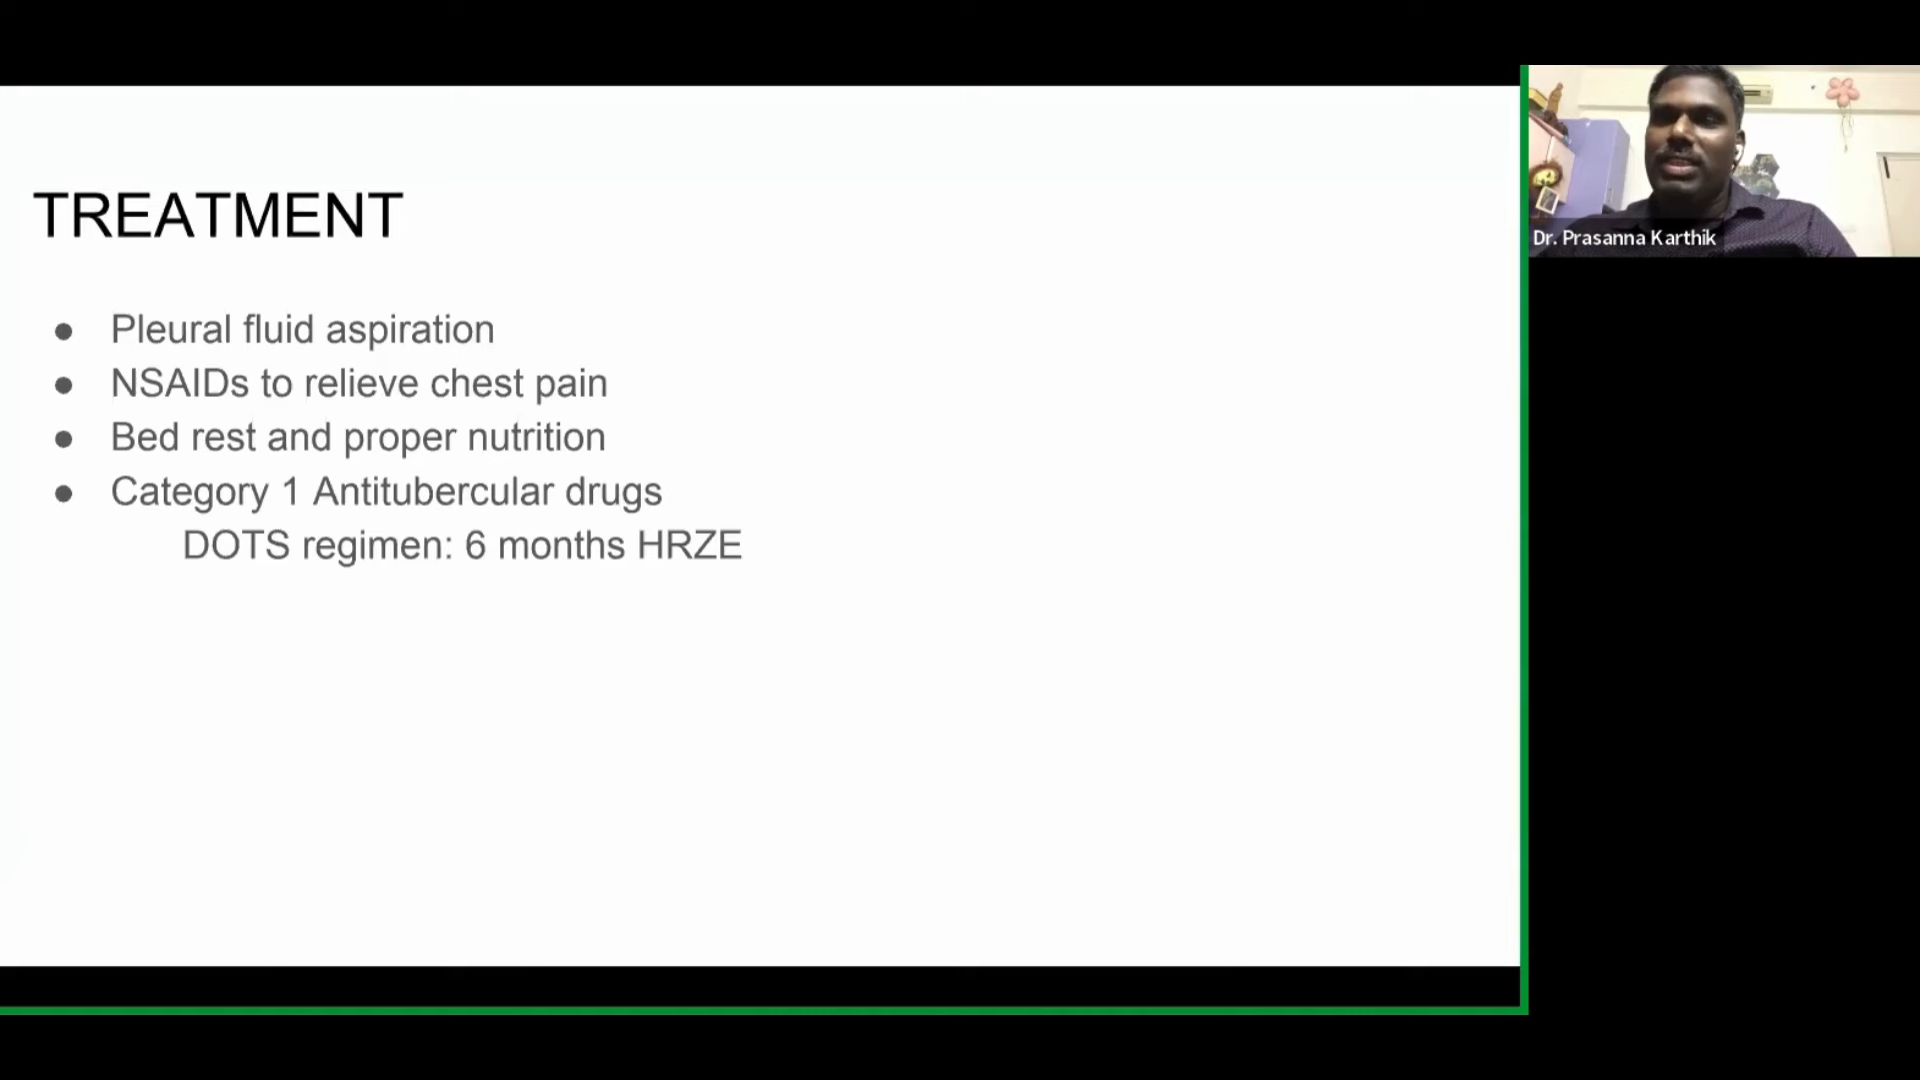 TREATMENT
● Pleural fluid aspiration
● NSAIDs to relieve chest pain
● Bed rest and proper nutrition
● Category 1 Antitubercular drugs
DOTS regimen: 6 months HRZE
Dr. Prasanna Karthik